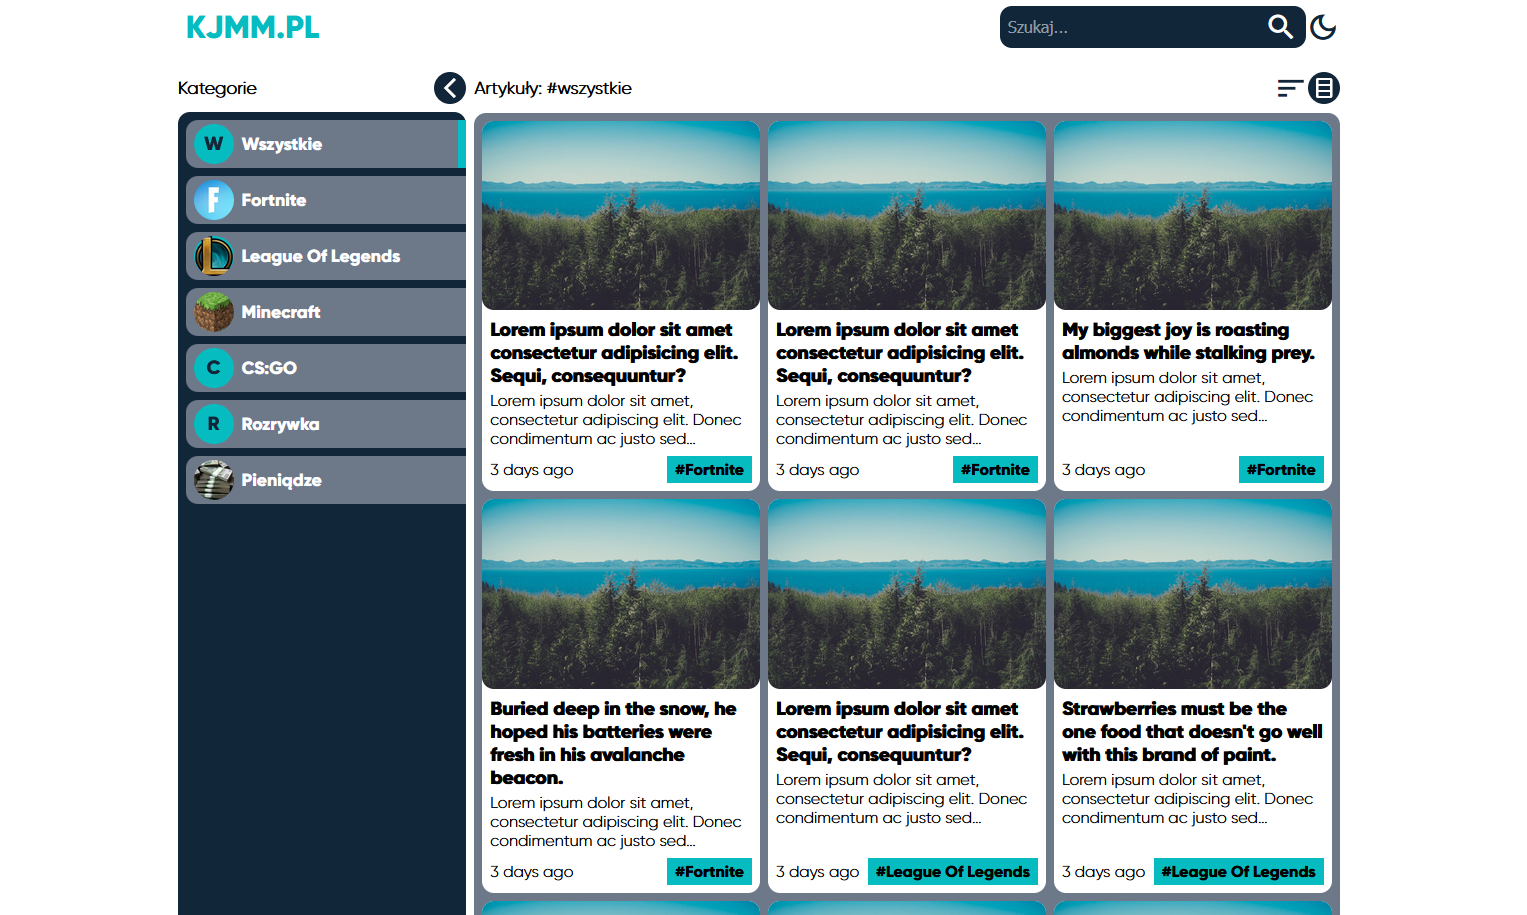 KJMM.PL
Szukaj...
Kategorie
Artykuły: #wszystkie
W Wszystkie
F Fortnite
L League Of Legends
Minecraft
C CS:GO
R Rozrywka
Pieniądze
Lorem ipsum dolor sit amet
consectetur adipisicing elit.
Sequi, consequuntur?
Lorem ipsum dolor sit amet,
consectetur adipiscing elit. Donec
condimentum ac justo sed...
3 days ago #Fortnite
Lorem ipsum dolor sit amet
consectetur adipisicing elit.
Sequi, consequuntur?
Lorem ipsum dolor sit amet,
consectetur adipiscing elit. Donec
condimentum ac justo sed...
3 days ago #Fortnite
My biggest joy is roasting
almonds while stalking prey.
Lorem ipsum dolor sit amet,
consectetur adipiscing elit. Donec
condimentum ac justo sed...
3 days ago #Fortnite
Buried deep in the snow, he
hoped his batteries were
fresh in his avalanche
beacon.
Lorem ipsum dolor sit amet,
consectetur adipiscing elit. Donec
condimentum ac justo sed...
3 days ago #Fortnite
Lorem ipsum dolor sit amet
consectetur adipisicing elit.
Sequi, consequuntur?
Lorem ipsum dolor sit amet,
consectetur adipiscing elit. Donec
condimentum ac justo sed...
3 days ago #League Of Legends
Strawberries must be the
one food that doesn't go well
with this brand of paint.
Lorem ipsum dolor sit amet,
consectetur adipiscing elit. Donec
condimentum ac justo sed...
3 days ago #League Of Legends